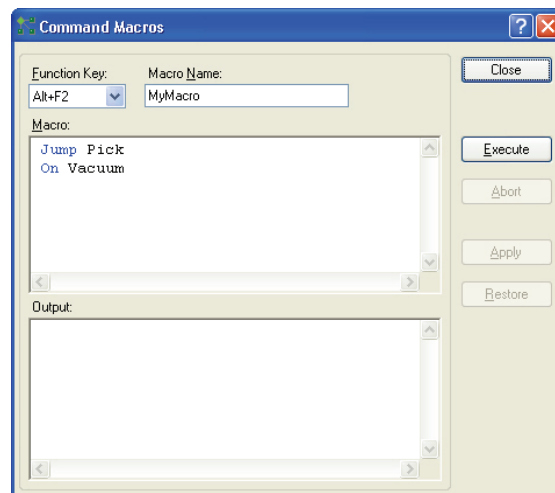 Command Macros
Function Key:
Macro Name:
Close
Alt+F2
MyMacro
Macro:
Jump Pick
On Vacuum
Execute
Abort
Apply
Restore
Output: